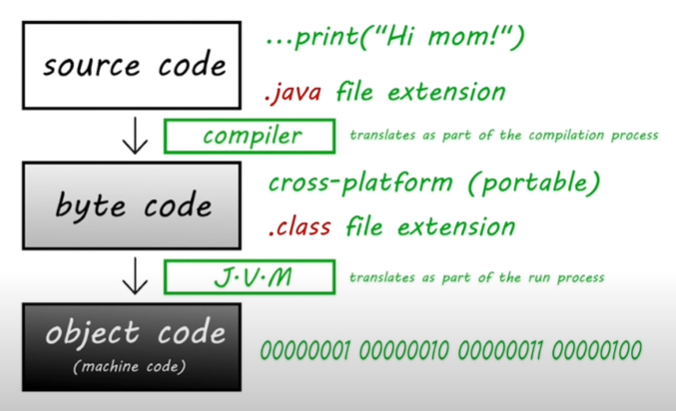 source code
...print("Hi mom!")
.java file extension
compiler
translates as part of the compilation process
byte code
cross-platform (portable)
.class file extension
J.V.M
translates as part of the run process
object code
(machine code)
00000001 00000010 00000011 00000100